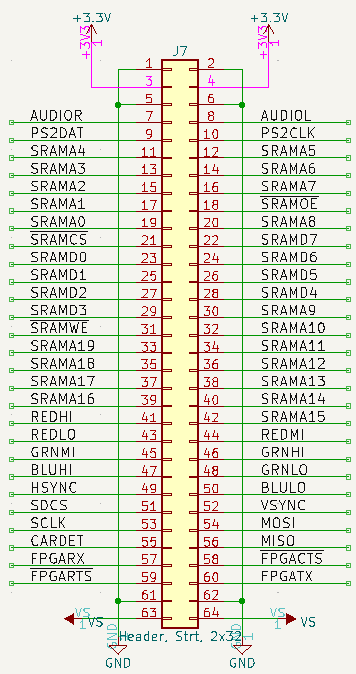 +3.3V +3.3V
+3V3 1 +3V3 1
J7
1 2
3 4
5 6
AUDIOR 7 8 AUDIOL
PS2DAT 9 10 PS2CLK
SRAMA4 11 12 SRAMA5
SRAMA3 13 14 SRAMA6
SRAMA2 15 16 SRAMA7
SRAMA1 17 18 SRAMOE
SRAMA0 19 20 SRAMA8
SRAMCS 21 22 SRAMD7
SRAMD0 23 24 SRAMD6
SRAMD1 25 26 SRAMD5
SRAMD2 27 28 SRAMD4
SRAMD3 29 30 SRAMA9
SRAMWE 31 32 SRAMA10
SRAMA19 33 34 SRAMA11
SRAMA18 35 36 SRAMA12
SRAMA17 37 38 SRAMA13
SRAMA16 39 40 SRAMA14
REDHI 41 42 SRAMA15
REDLO 43 44 REDMI
GRNMI 45 46 GRNHI
BLUHI 47 48 GRNLO
HSYNC 49 50 BLULO
SDCS 51 52 VSYNC
SCLK 53 54 MOSI
CARDET 55 56 MISO
FPGARX 57 58 FPGACTS
FPGARTS 59 60 FPGATX
61 62
VS 1 VS 63 64 VS 1 VS
Header, Strt, 2x32
GND 1 GND 1
GND GND